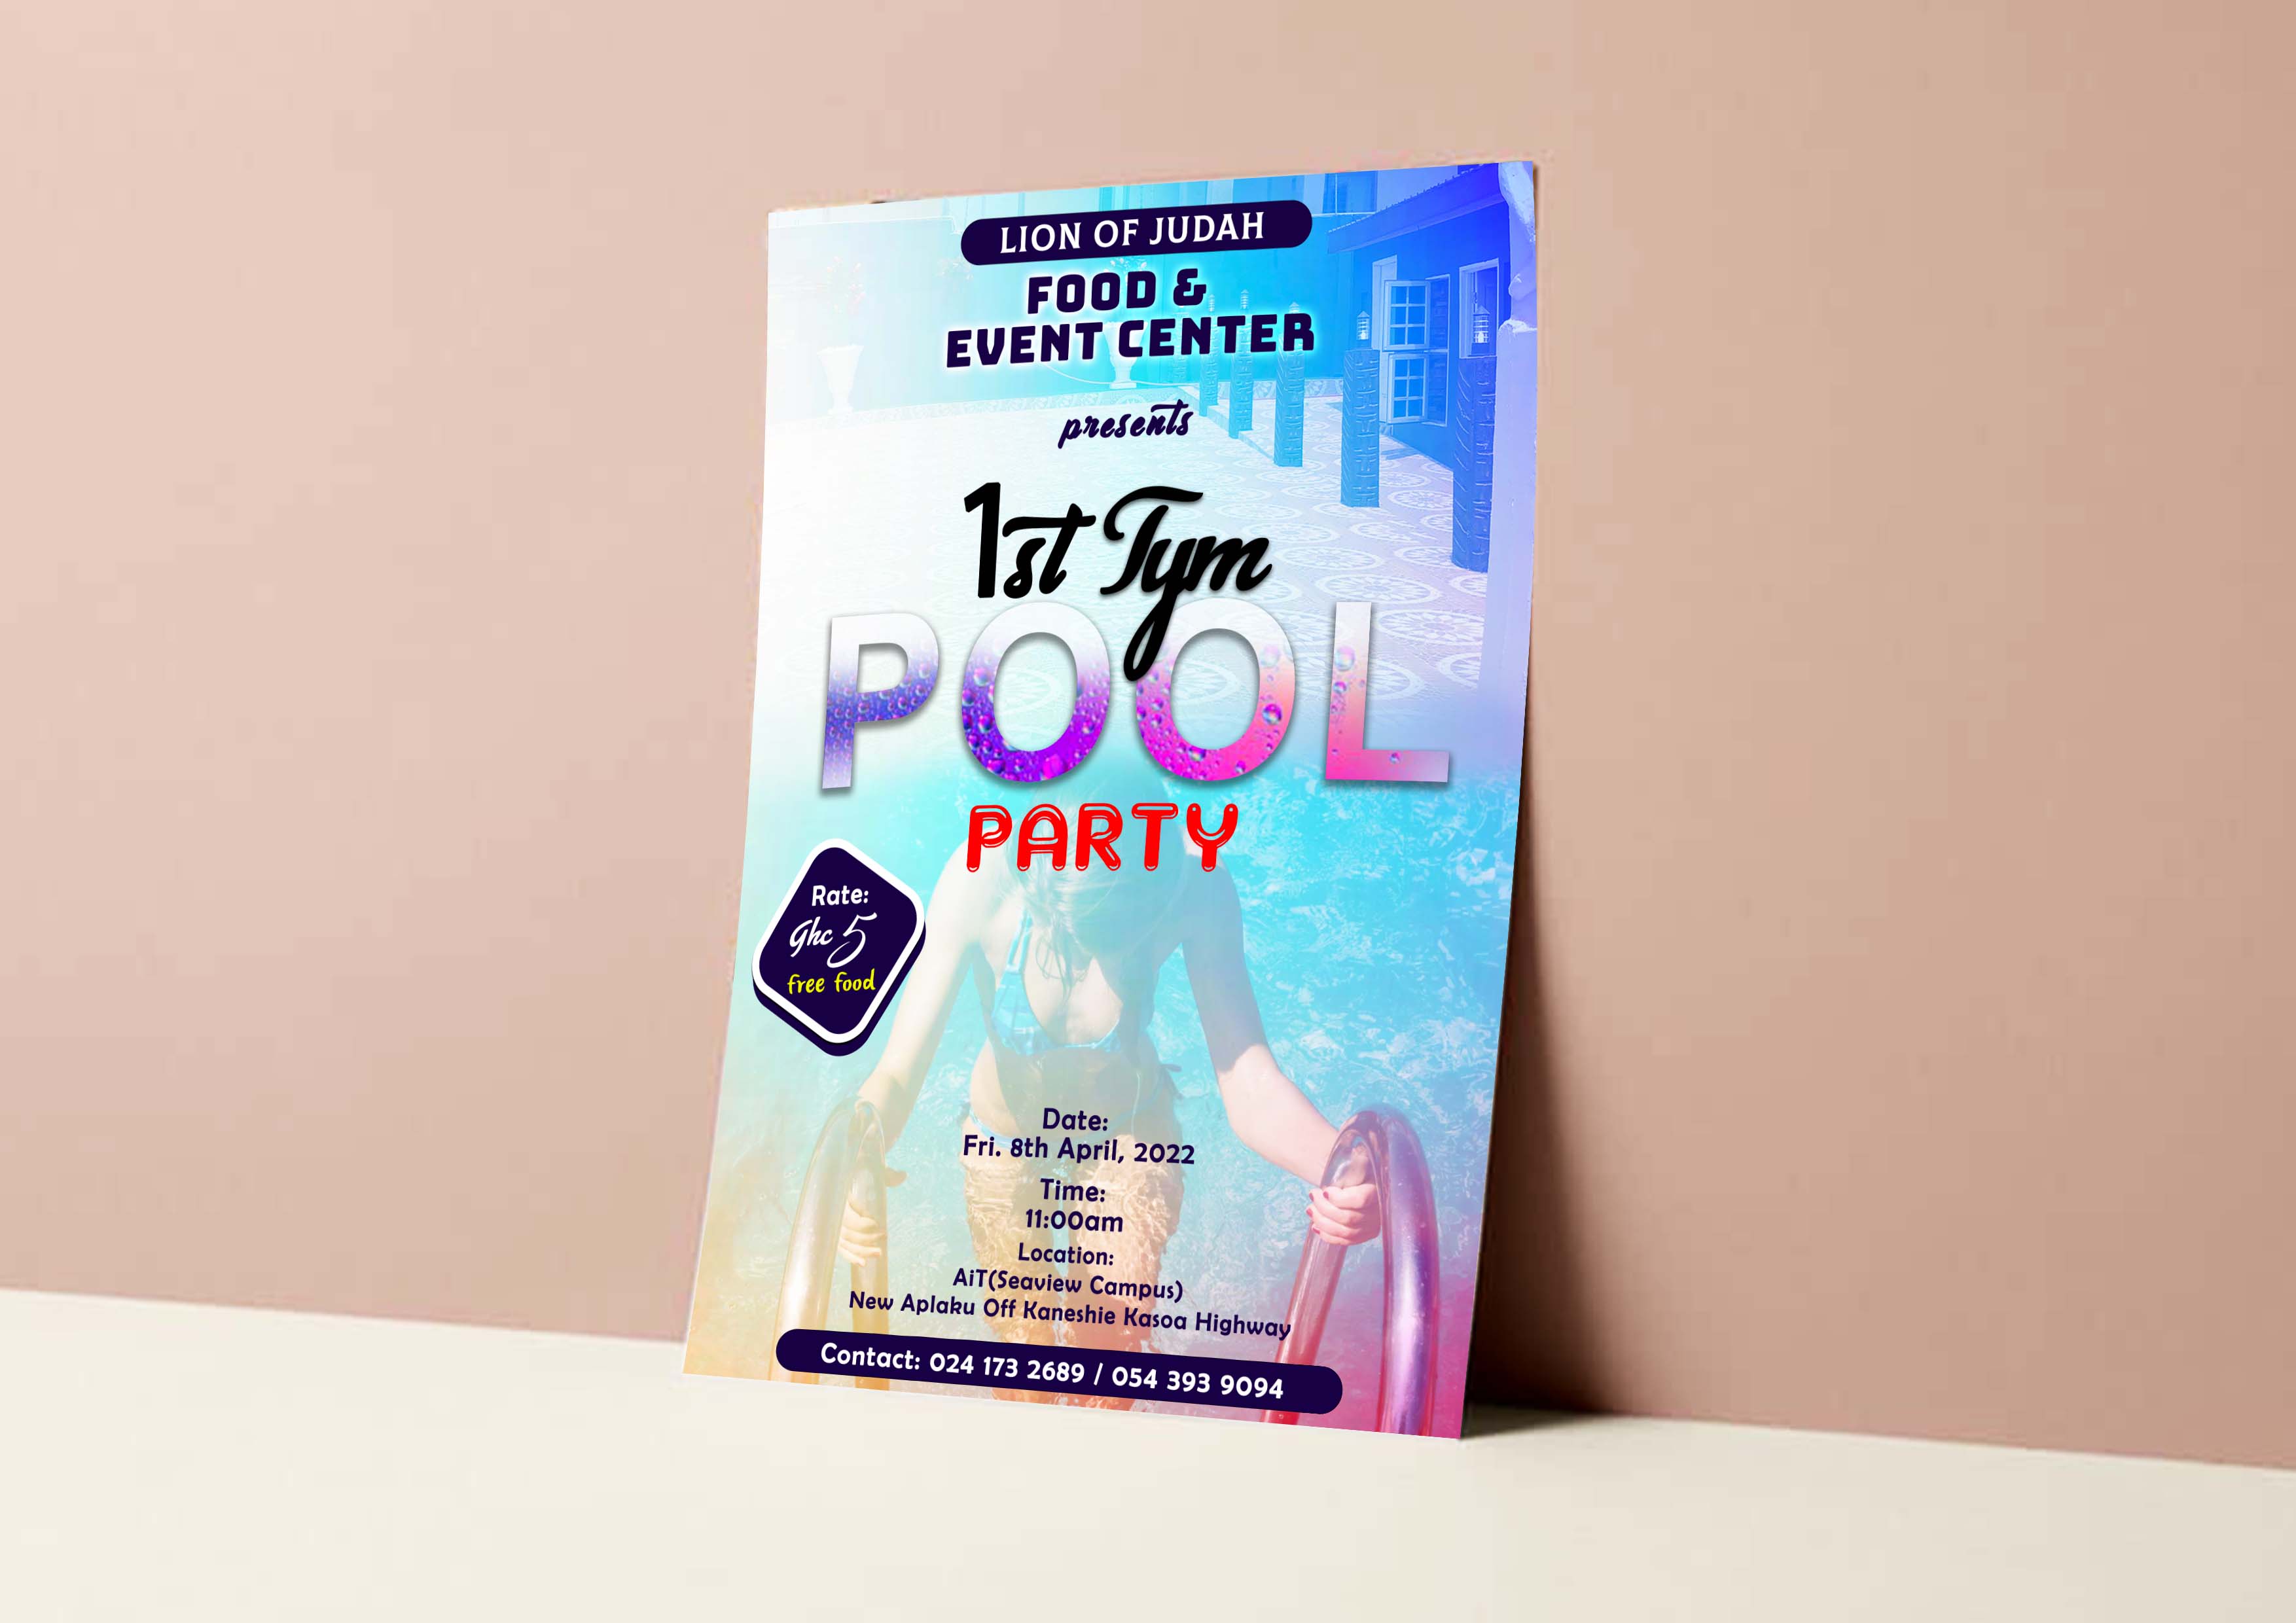 LION OF JUDAH
FOOD &
EVENT CENTER
presents
1st Tym
POOL
PARTY
Rate:
Ghc 5
free food
Date:
Fri. 8th April, 2022
Time:
11:00am
Location:
AiT(Seaview Campus)
New Aplaku Off Kaneshie Kasoa Highway
Contact: 024 173 2689 / 054 393 9094